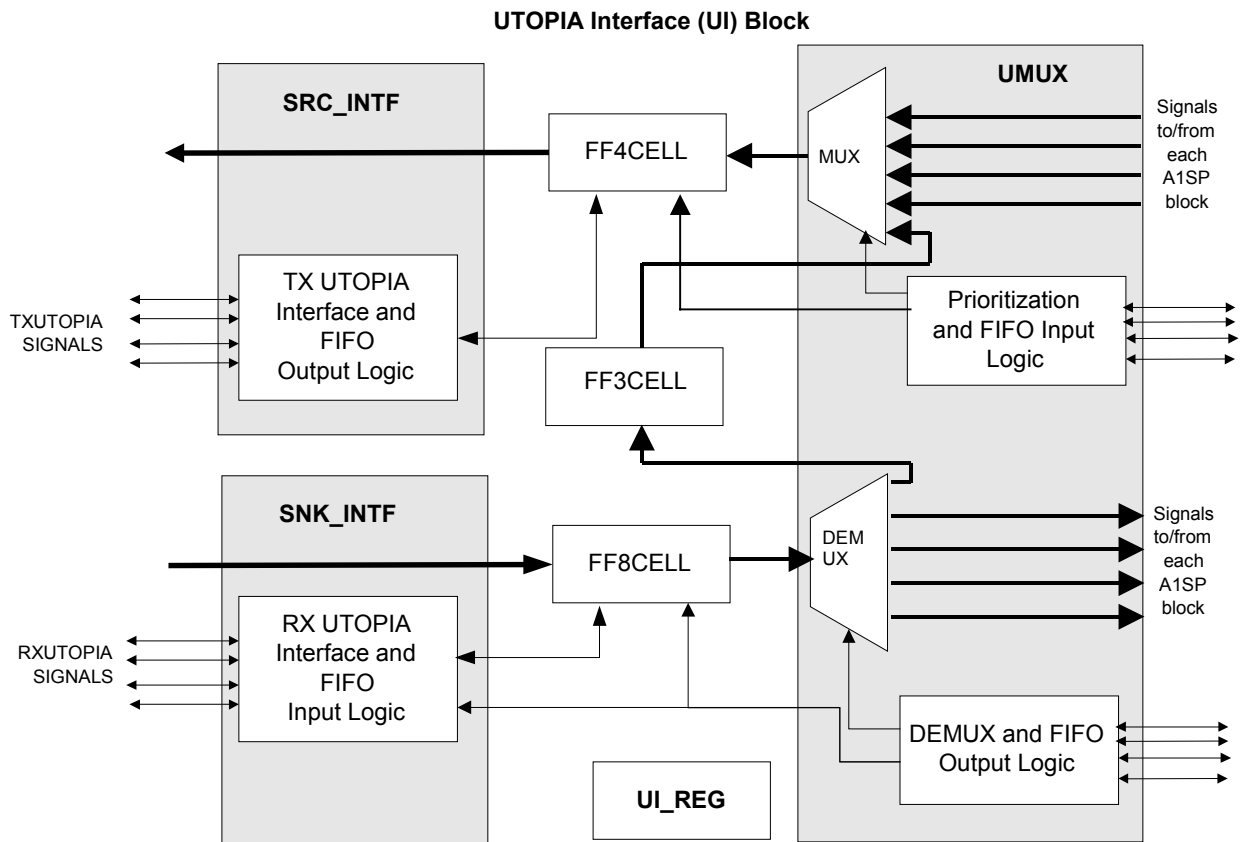 UTOPIA Interface (UI) Block
SRC_INTF
UMUX
FF4CELL
MUX
Signals
to/from
each
A1SP
block
TX UTOPIA
Interface and
FIFO
Output Logic
TXUTOPIA
SIGNALS
Prioritization
and FIFO Input
Logic
FF3CELL
SNK_INTF
FF8CELL
DEM
UX
Signals
to/from
each
A1SP
block
RX UTOPIA
Interface and
FIFO
Input Logic
RXUTOPIA
SIGNALS
DEMUX and FIFO
Output Logic
UI_REG